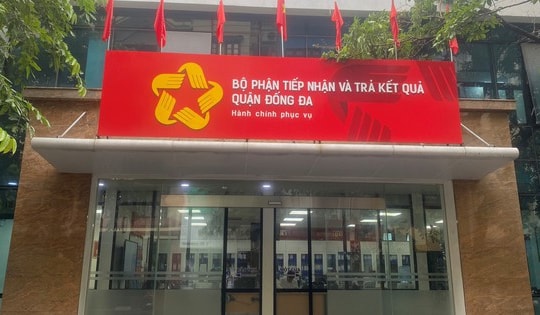 BỘ PHẬN TIẾP NHẬN VÀ TRẢ KẾT QUẢ
QUẬN ĐỐNG ĐA
Hành chính phục vụ